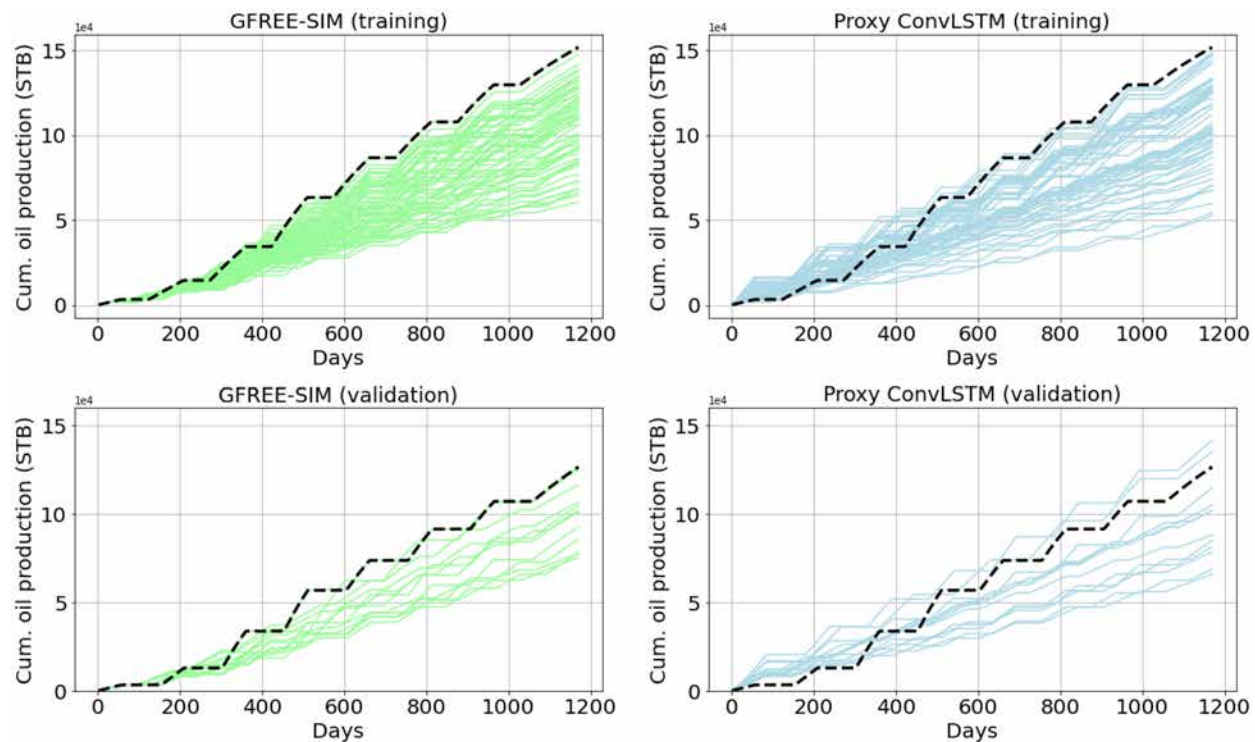 GFREE-SIM (training)
1e4
Cum. oil production (STB)
15
10
5
0
0 200 400 600 800 1000 1200
Days
Proxy ConvLSTM (training)
1e4
Cum. oil production (STB)
15
10
5
0
0 200 400 600 800 1000 1200
Days
GFREE-SIM (validation)
1e4
Cum. oil production (STB)
15
10
5
0
0 200 400 600 800 1000 1200
Days
Proxy ConvLSTM (validation)
1e4
Cum. oil production (STB)
15
10
5
0
0 200 400 600 800 1000 1200
Days